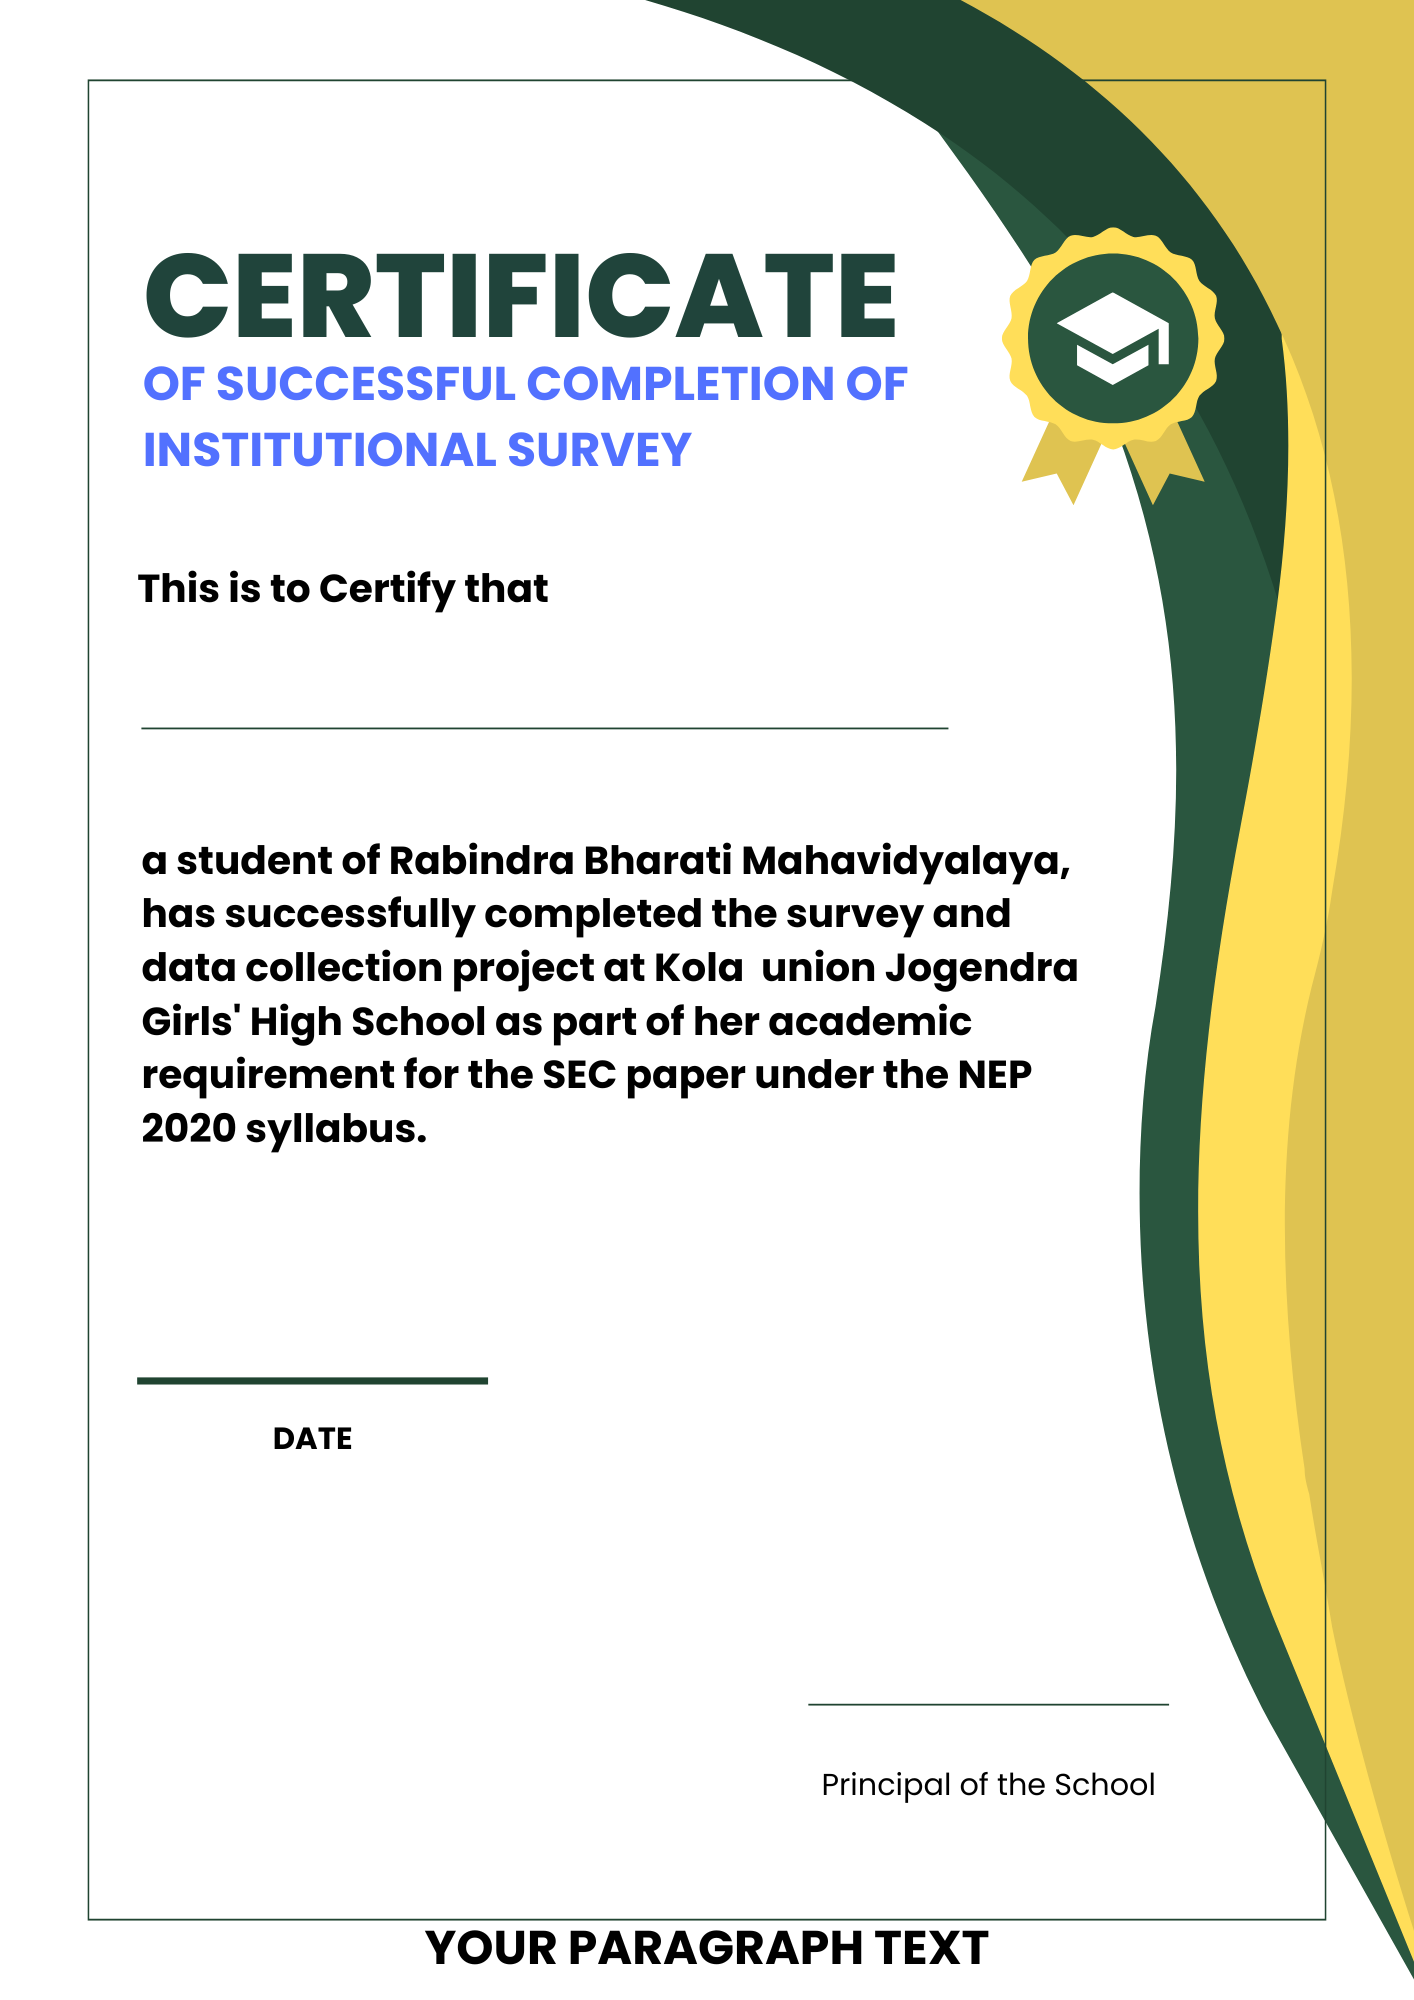 CERTIFICATE
OF SUCCESSFUL COMPLETION OF
INSTITUTIONAL SURVEY
This is to Certify that
a student of Rabindra Bharati Mahavidyalaya,
has successfully completed the survey and
data collection project at Kola  union Jogendra
Girls' High School as part of her academic
requirement for the SEC paper under the NEP
2020 syllabus.
DATE
Principal of the School
YOUR PARAGRAPH TEXT